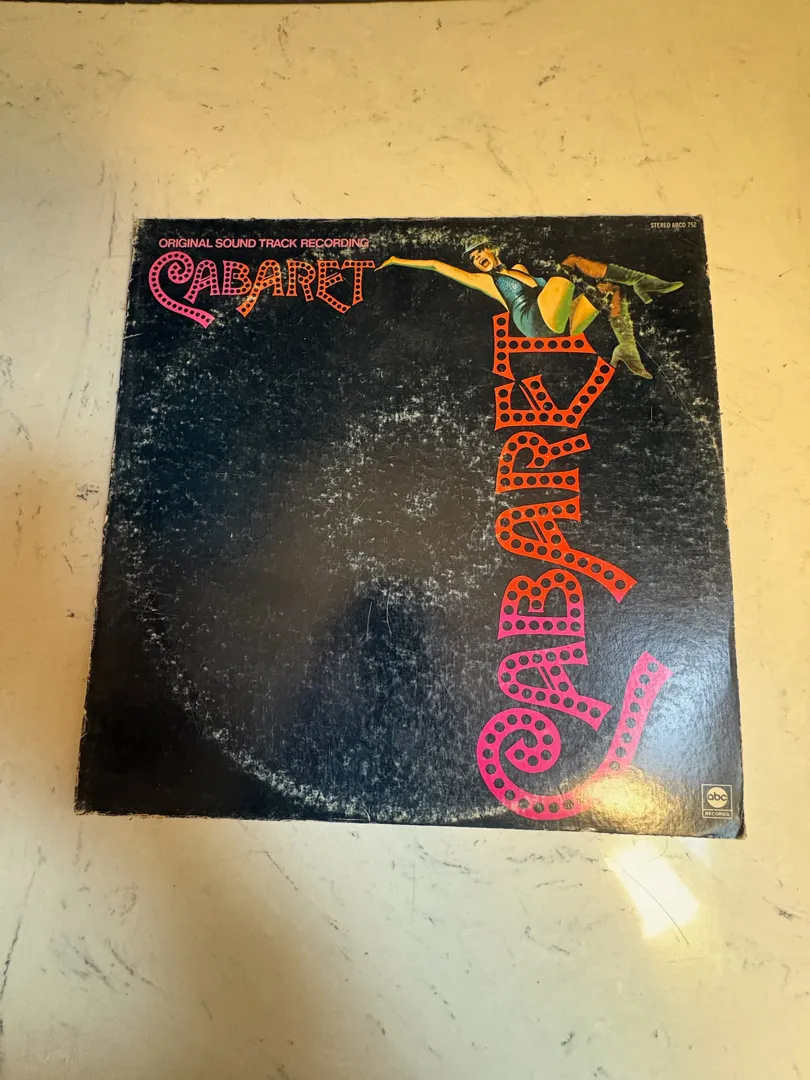 ORIGINAL SOUND TRACK RECORDING
STEREO ABCD 752
CABARET
CABARET
abc
RECORDS